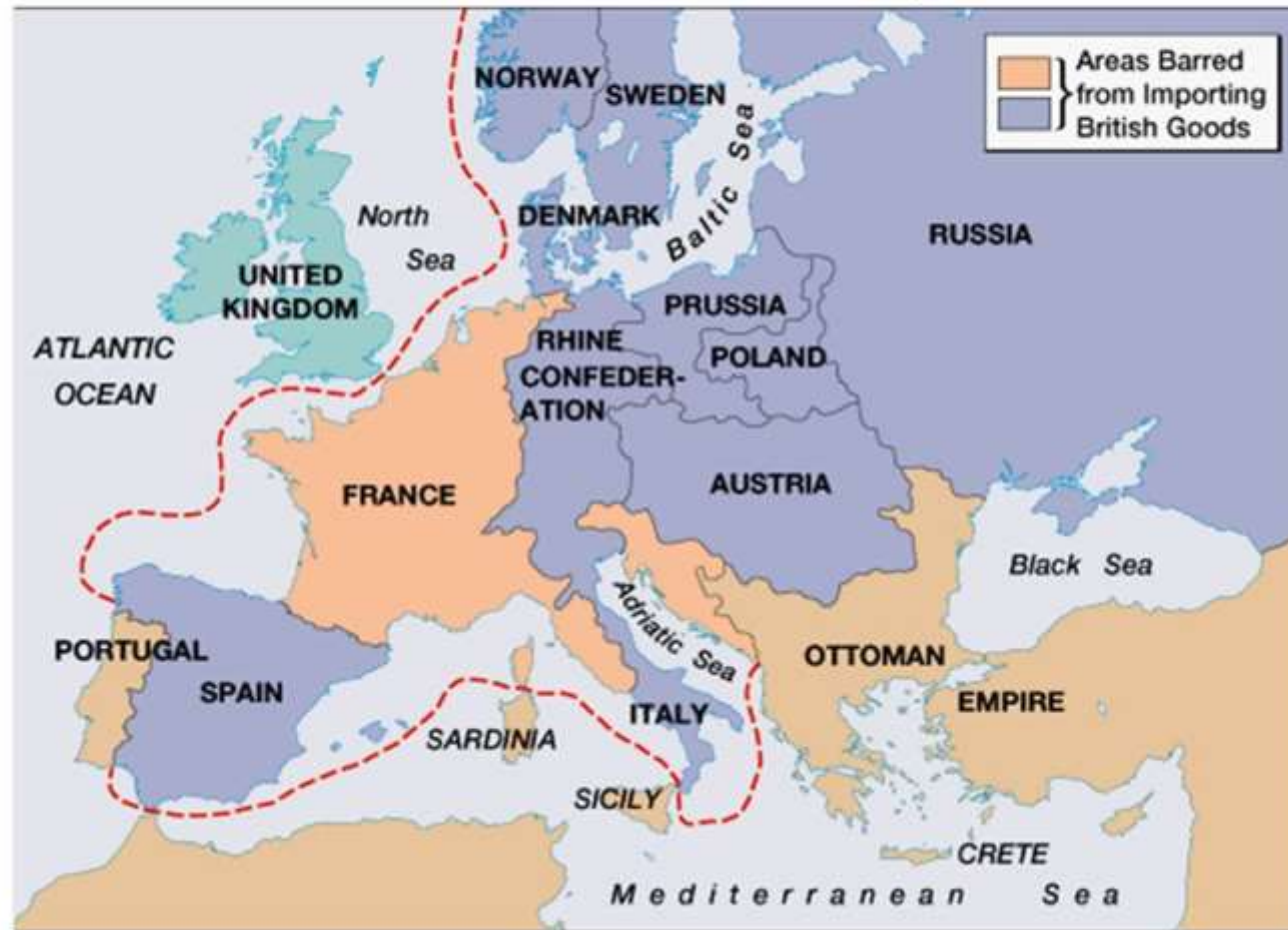 NORWAY
SWEDEN
Areas Barred
from Importing
British Goods
North
Sea
DENMARK
Baltic Sea
RUSSIA
UNITED
KINGDOM
PRUSSIA
ATLANTIC
OCEAN
RHINE
CONFEDER-
ATION
POLAND
FRANCE
AUSTRIA
Black Sea
Adriatic Sea
PORTUGAL
SPAIN
OTTOMAN
EMPIRE
ITALY
SARDINIA
SICILY
CRETE
Mediterranean Sea